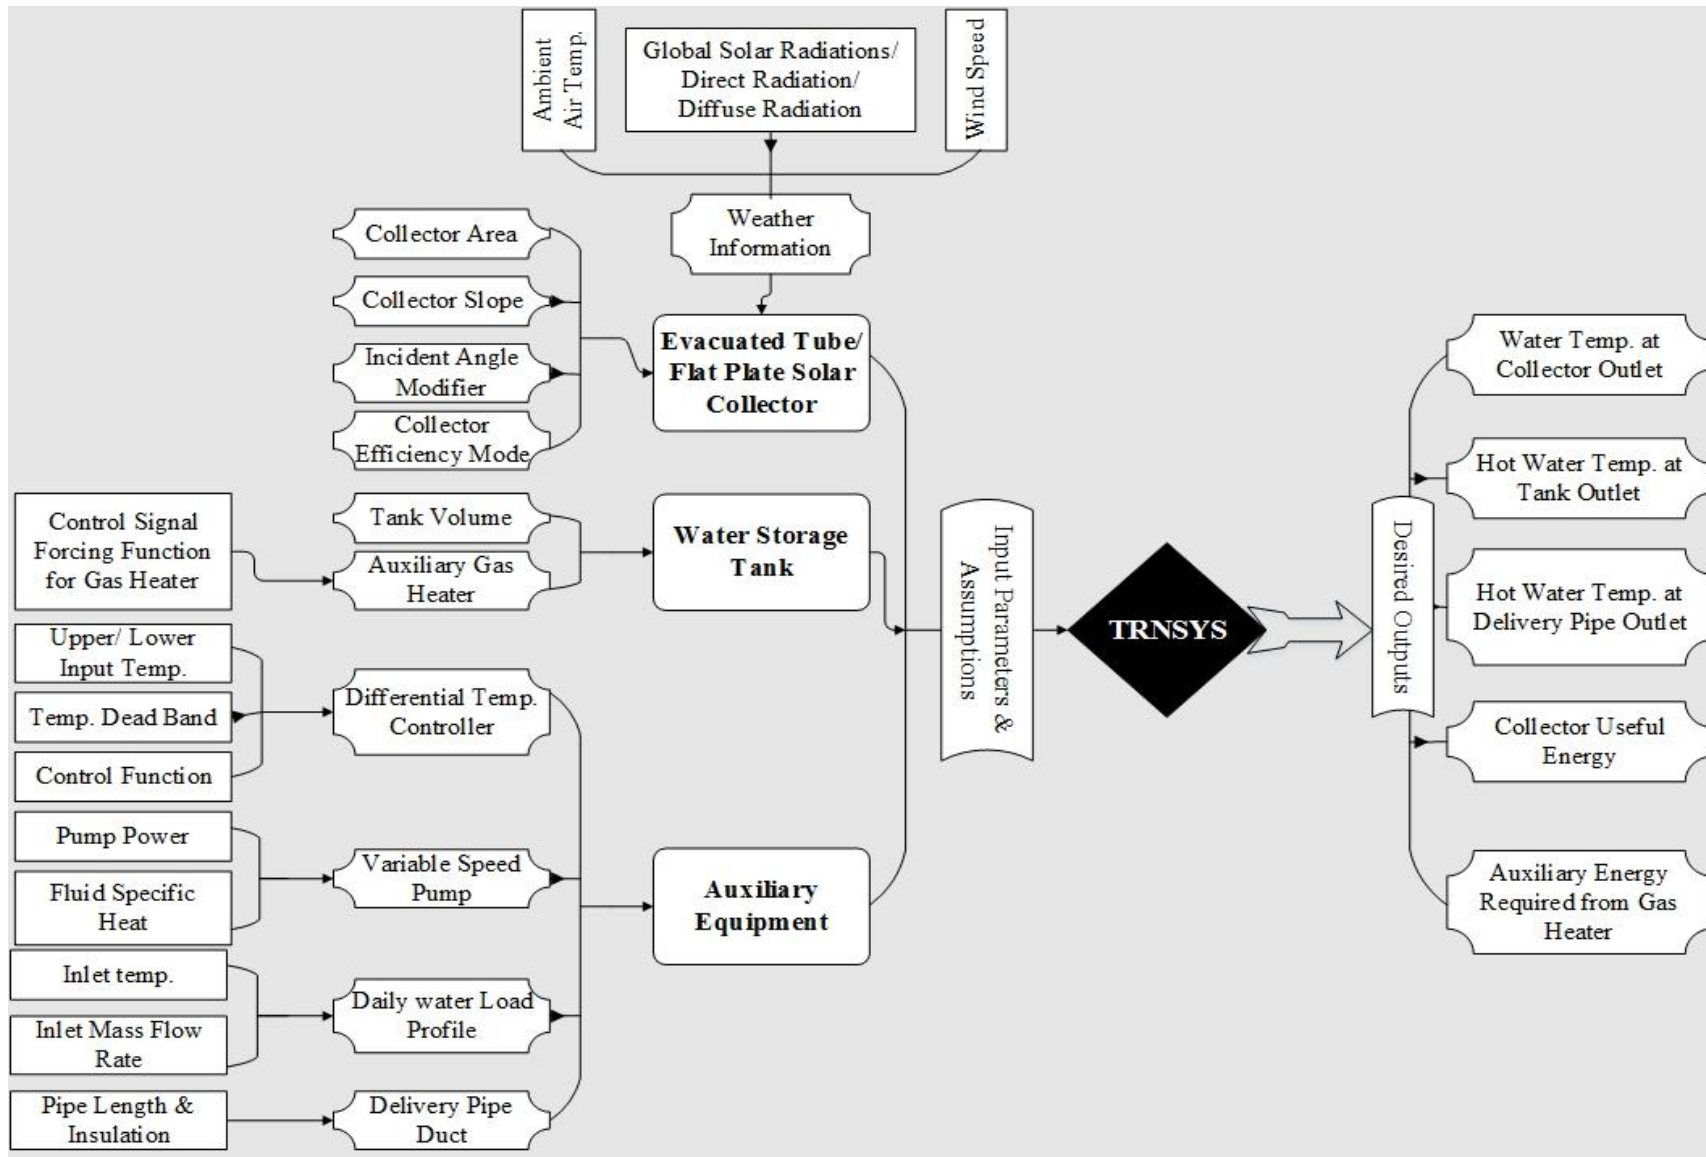 Ambient
Air Temp.
Global Solar Radiations/
Direct Radiation/
Diffuse Radiation
Wind Speed
Weather
Information
Collector Area
Collector Slope
Incident Angle
Modifier
Collector
Efficiency Mode
Evacuated Tube/
Flat Plate Solar
Collector
Control Signal
Forcing Function
for Gas Heater
Tank Volume
Auxiliary Gas
Heater
Water Storage
Tank
Upper/ Lower
Input Temp.
Temp. Dead Band
Control Function
Differential Temp.
Controller
Pump Power
Fluid Specific
Heat
Variable Speed
Pump
Auxiliary
Equipment
Inlet temp.
Inlet Mass Flow
Rate
Daily water Load
Profile
Pipe Length &
Insulation
Delivery Pipe
Duct
Input Parameters &
Assumptions
TRNSYS
Desired Outputs
Water Temp. at
Collector Outlet
Hot Water Temp. at
Tank Outlet
Hot Water Temp. at
Delivery Pipe Outlet
Collector Useful
Energy
Auxiliary Energy
Required from Gas
Heater